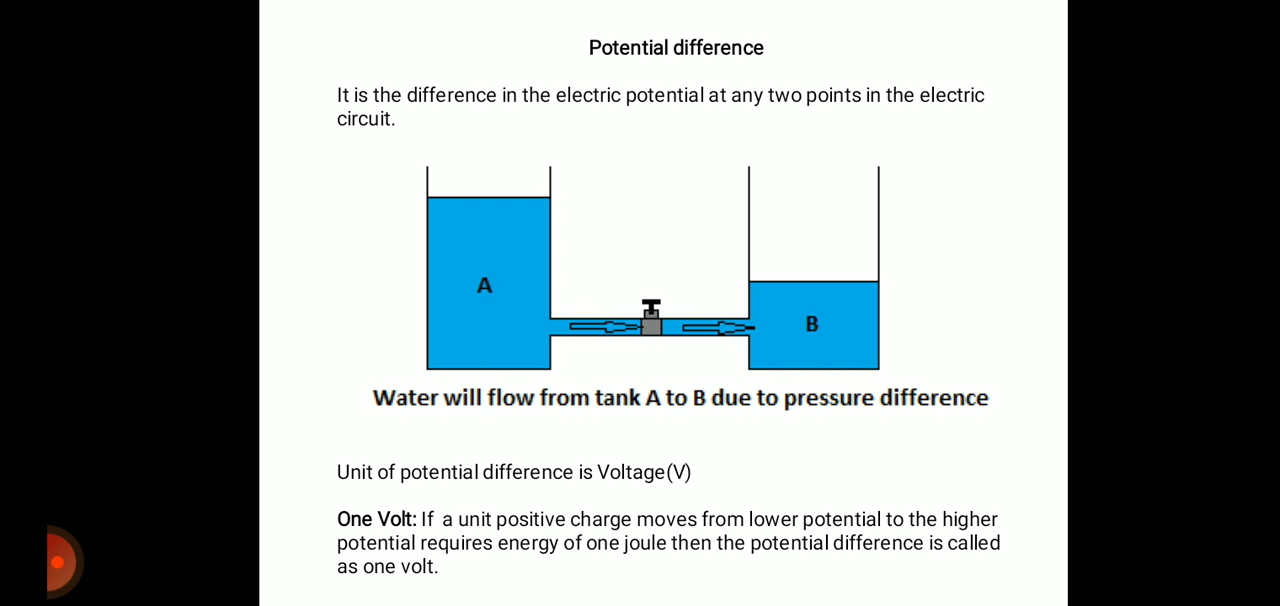 Potential difference
It is the difference in the electric potential at any two points in the electric
circuit.
A
B
Water will flow from tank A to B due to pressure difference
Unit of potential difference is Voltage(V)
One Volt: If a unit positive charge moves from lower potential to the higher
potential requires energy of one joule then the potential difference is called
as one volt.